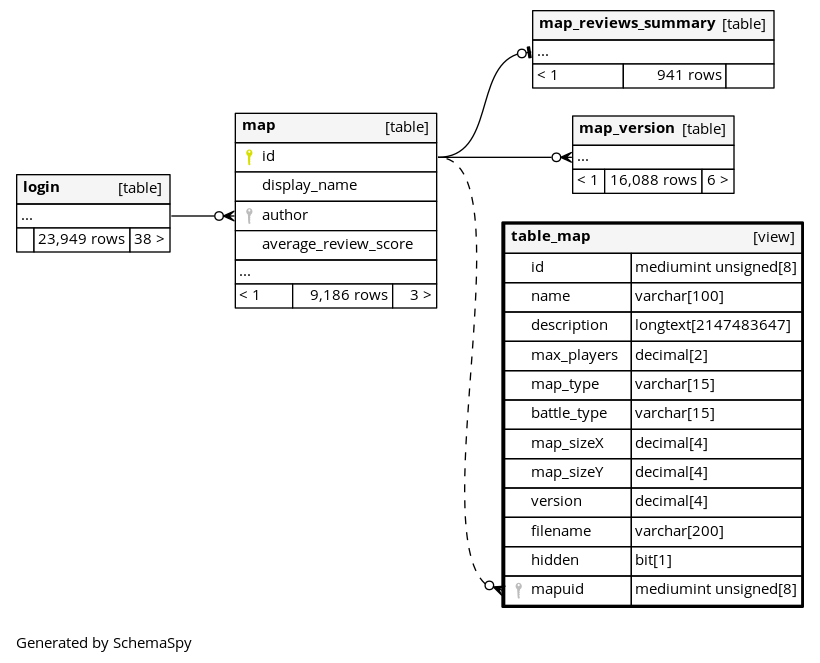 map_reviews_summary [table]
...
< 1 941 rows
map [table]
id
display_name
author
average_review_score
...
< 1 9,186 rows 3 >
map_version [table]
...
< 1 16,088 rows 6 >
login [table]
...
23,949 rows 38 >
table_map [view]
id mediumint unsigned[8]
name varchar[100]
description longtext[2147483647]
max_players decimal[2]
map_type varchar[15]
battle_type varchar[15]
map_sizeX decimal[4]
map_sizeY decimal[4]
version decimal[4]
filename varchar[200]
hidden bit[1]
mapuid mediumint unsigned[8]
Generated by SchemaSpy